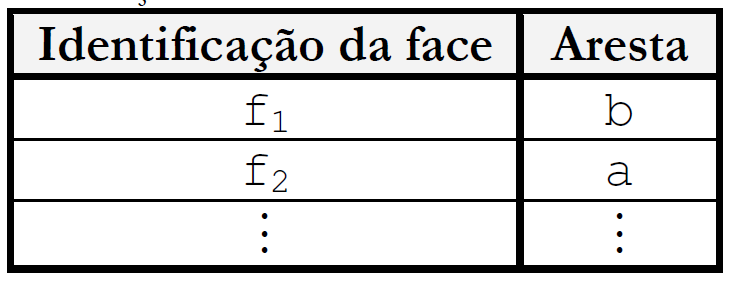 Identificação da face Aresta
f₁ b
f₂ a
⋮ ⋮